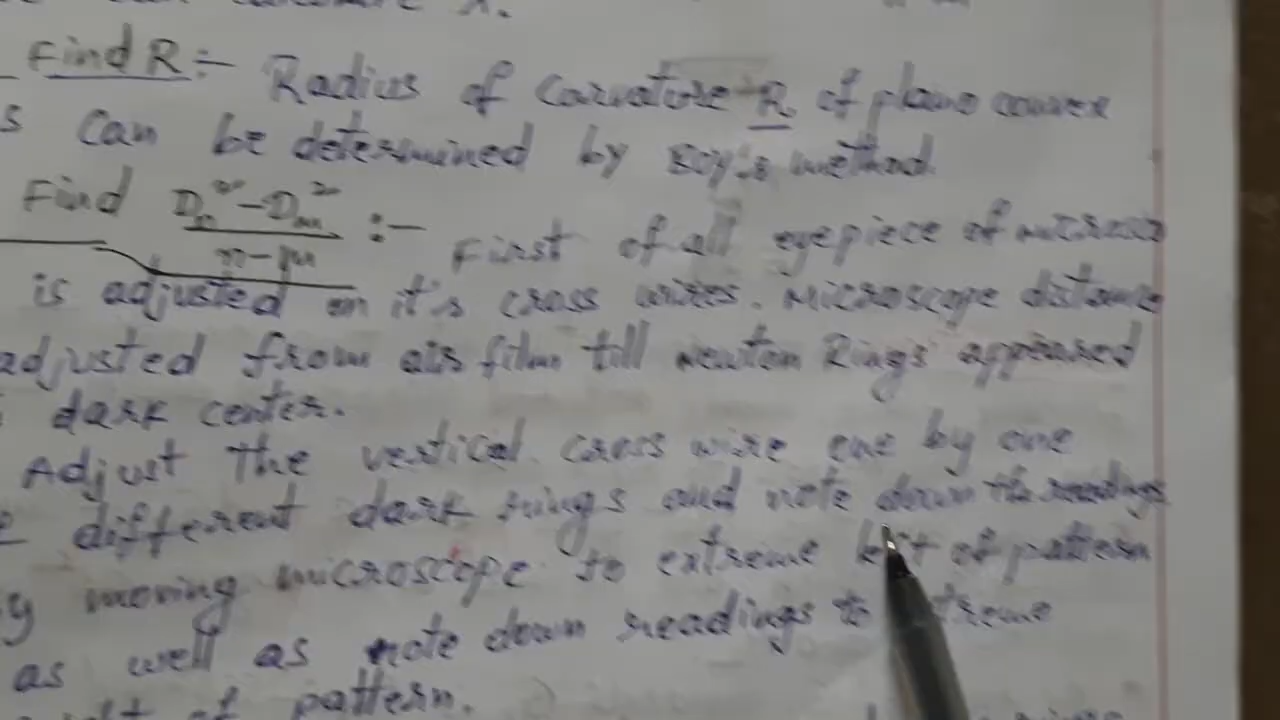 Find R :- Radius of Curvature R of plano convex
s can be determined by Boy's method.
Find Dn² - Dm² / n - m :- First of all eyepiece of microsco
is adjusted on it's cross wires. Microscope distance
adjusted from air film till newton Rings appeared
dark center.
Adjust the vertical cross wire one by one
different dark rings and note down the readings
y moving microscope to extreme left of pattern
as well as note down readings to extreme
of pattern.